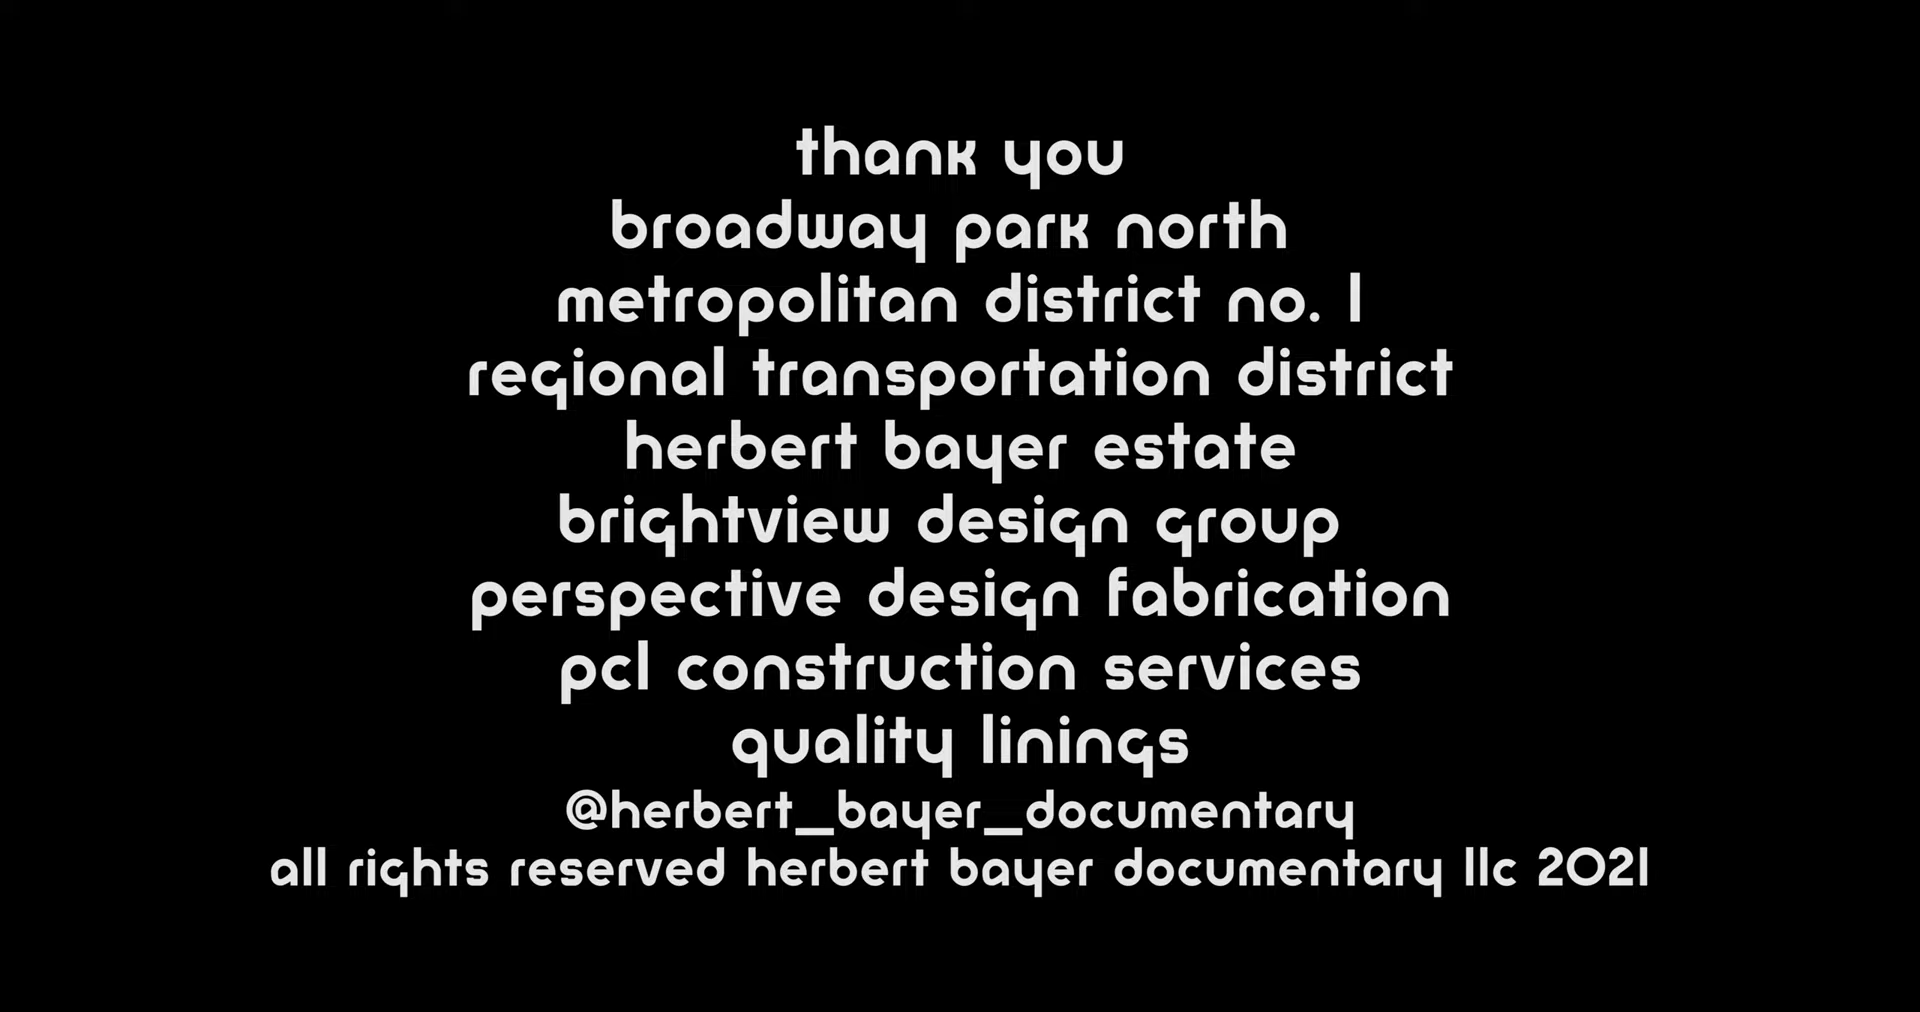 thank you
broadway park north
metropolitan district no. 1
regional transportation district
herbert bayer estate
brightview design group
perspective design fabrication
pcl construction services
quality linings
@herbert_bayer_documentary
all rights reserved herbert bayer documentary llc 2021